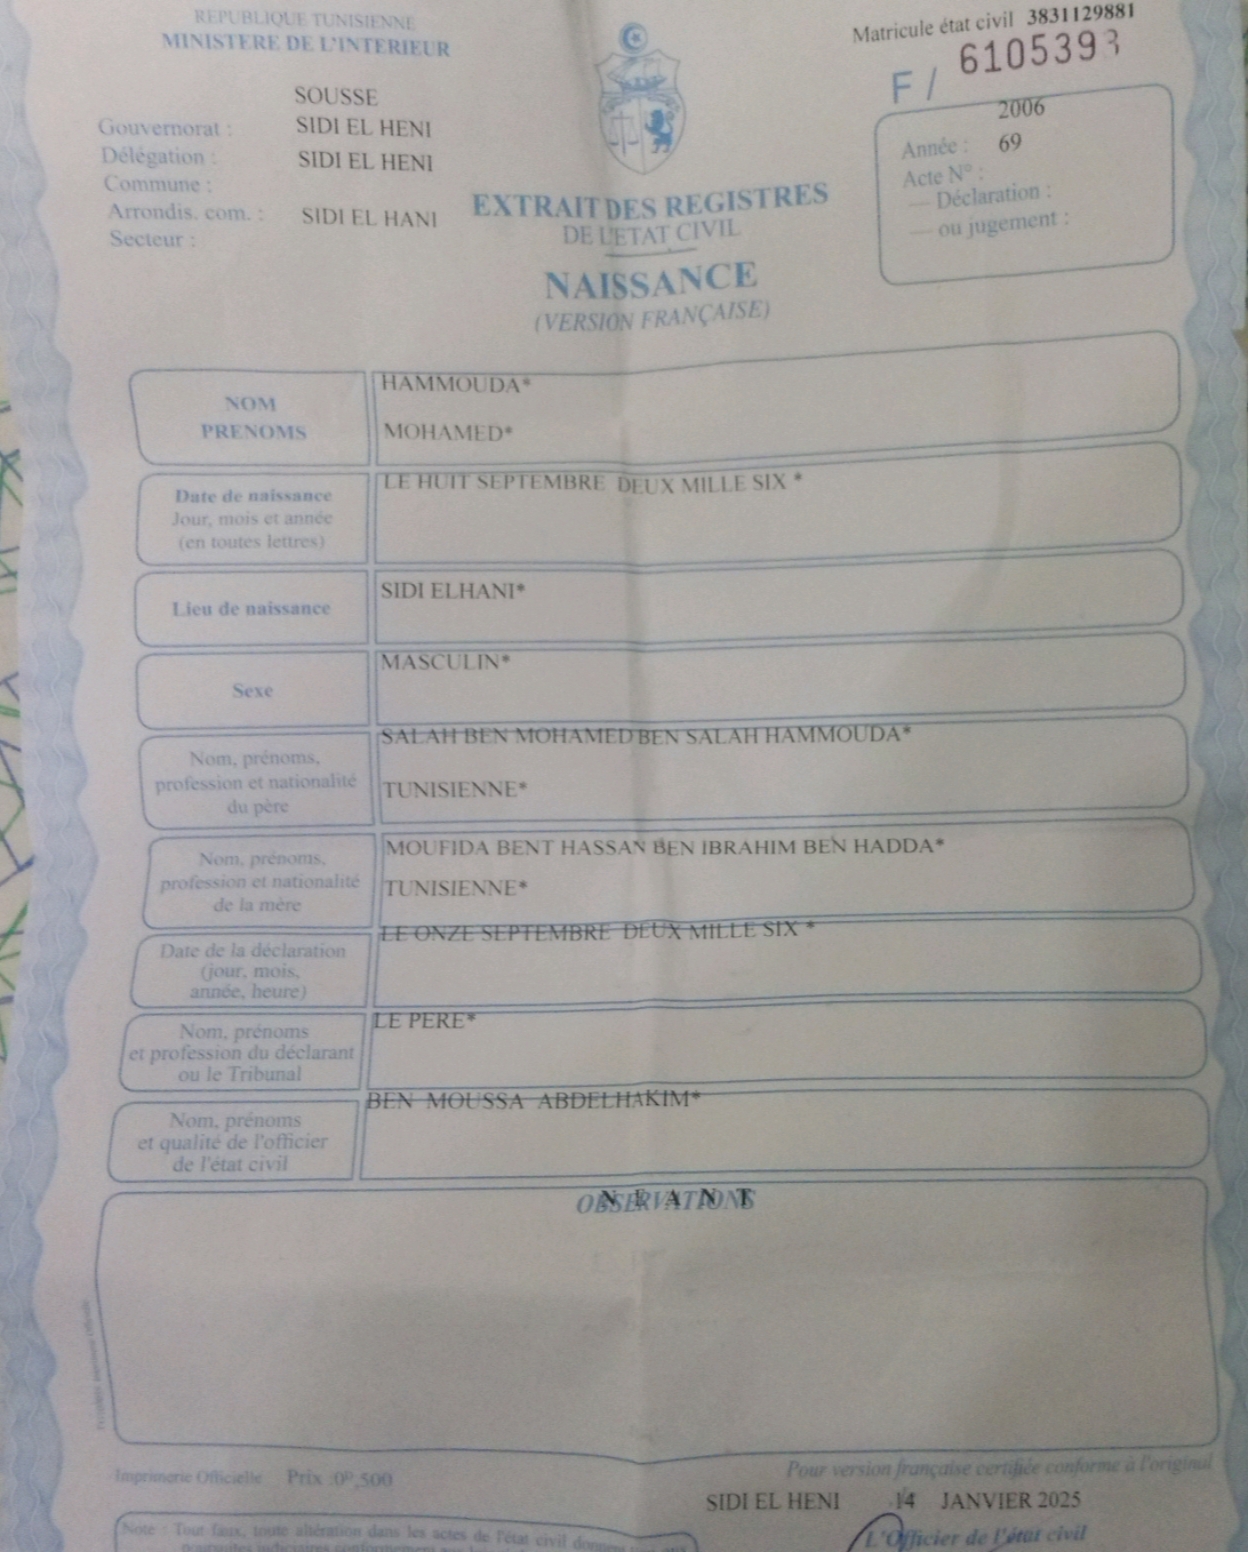 REPUBLIQUE TUNISIENNE
MINISTERE DE L'INTERIEUR
Matricule état civil 3831129881
F / 6105393
SOUSSE
Gouvernorat : SIDI EL HENI
Délégation : SIDI EL HENI
Commune :
Arrondis. com. : SIDI EL HANI
Secteur :
2006
Année : 69
Acte N° :
— Déclaration :
— ou jugement :
EXTRAIT DES REGISTRES
DE L'ETAT CIVIL
NAISSANCE
(VERSION FRANÇAISE)
NOM
PRENOMS
HAMMOUDA*
MOHAMED*
Date de naissance
Jour, mois et année
(en toutes lettres)
LE HUIT SEPTEMBRE DEUX MILLE SIX *
Lieu de naissance
SIDI ELHANI*
Sexe
MASCULIN*
Nom, prénoms,
profession et nationalité
du père
SALAH BEN MOHAMED BEN SALAH HAMMOUDA*
TUNISIENNE*
Nom, prénoms,
profession et nationalité
de la mère
MOUFIDA BENT HASSAN BEN IBRAHIM BEN HADDA*
TUNISIENNE*
Date de la déclaration
(jour, mois,
année, heure)
LE ONZE SEPTEMBRE DEUX MILLE SIX *
Nom, prénoms
et profession du déclarant
ou le Tribunal
LE PERE*
Nom, prénoms
et qualité de l'officier
de l'état civil
BEN MOUSSA ABDELHAKIM*
OBSERVATIONS
N E A N T
Imprimerie Officielle Prix :0ᴰ,500
Pour version française certifiée conforme à l'original
SIDI EL HENI 14 JANVIER 2025
L'Officier de l'état civil
Note : Tout faux, toute altération dans les actes de l'état civil